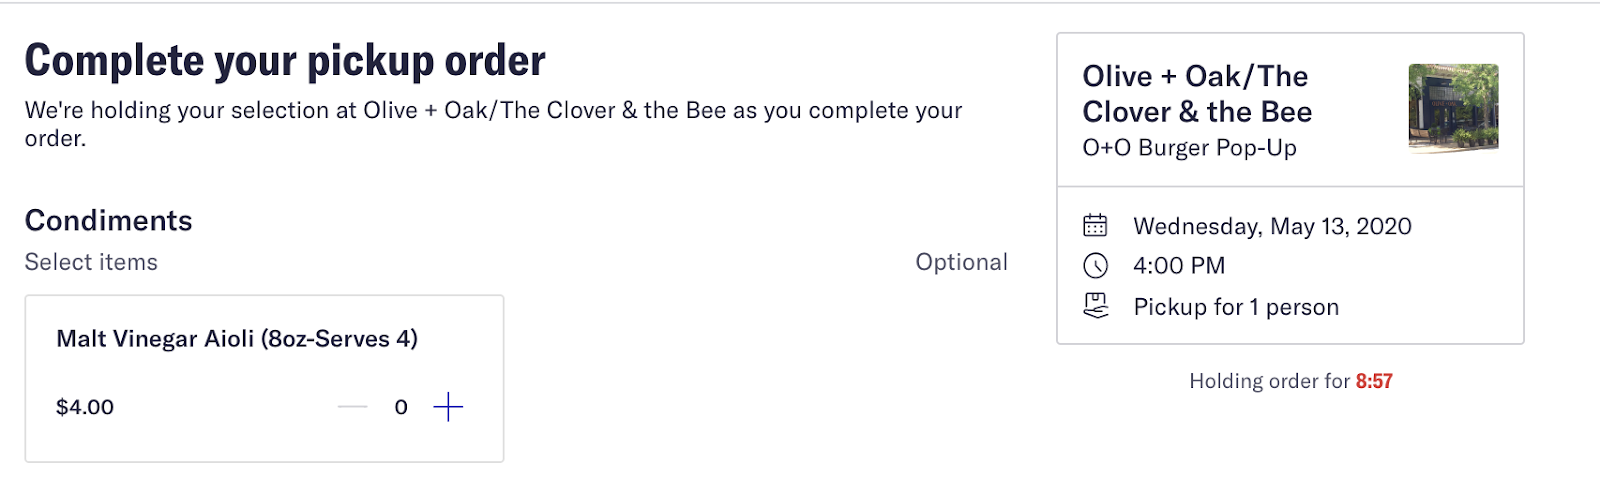 Complete your pickup order
We're holding your selection at Olive + Oak/The Clover & the Bee as you complete your
order.
Condiments
Select items
Optional
Malt Vinegar Aioli (8oz-Serves 4)
$4.00
0
Olive + Oak/The
Clover & the Bee
O+O Burger Pop-Up
Wednesday, May 13, 2020
4:00 PM
Pickup for 1 person
Holding order for 8:57